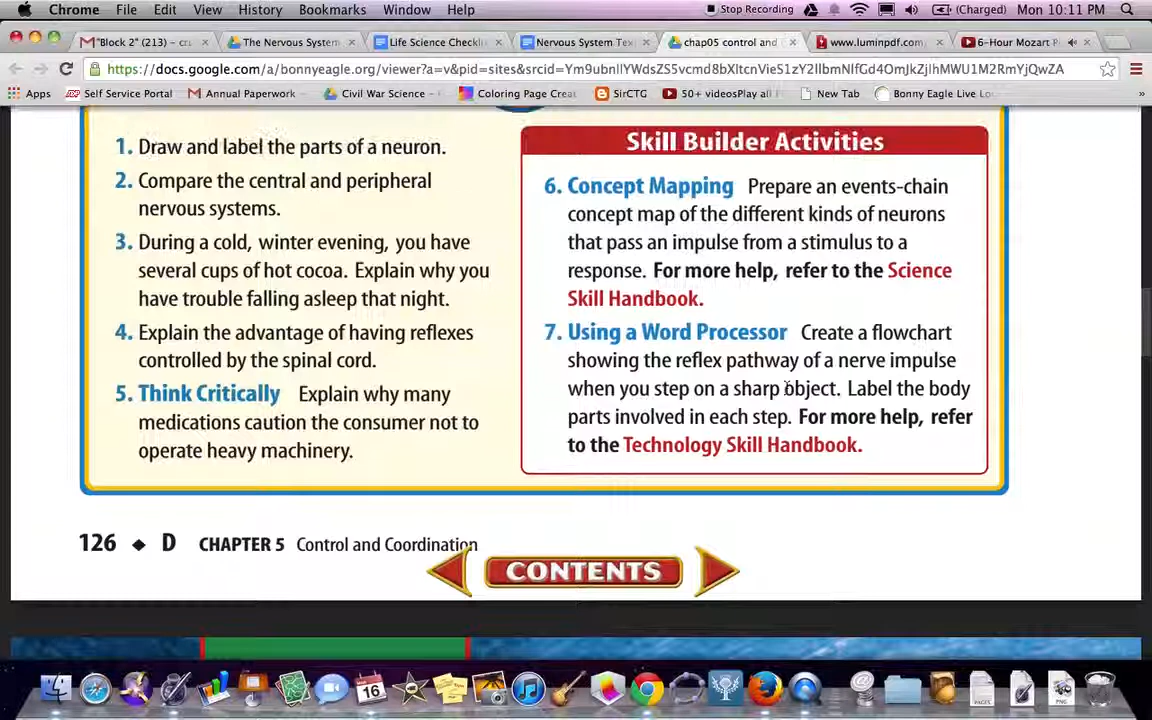 Chrome File Edit View History Bookmarks Window Help Stop Recording (Charged) Mon 10:11 PM
"Block 2" (213) – The Nervous System Life Science Checkli Nervous System Tex chap05 control and www.luminpdf.com 6-Hour Mozart P
https://docs.google.com/a/bonnyeagle.org/viewer?a=v&pid=sites&srcid=
Apps Self Service Portal Annual Paperwork Civil War Science - Coloring Page Creat SirCTG 50+ videosPlay all New Tab Bonny Eagle Live Lo »
1. Draw and label the parts of a neuron.
2. Compare the central and peripheral
nervous systems.
3. During a cold, winter evening, you have
several cups of hot cocoa. Explain why you
have trouble falling asleep that night.
4. Explain the advantage of having reflexes
controlled by the spinal cord.
5. Think Critically Explain why many
medications caution the consumer not to
operate heavy machinery.
Skill Builder Activities
6. Concept Mapping Prepare an events-chain
concept map of the different kinds of neurons
that pass an impulse from a stimulus to a
response. For more help, refer to the Science
Skill Handbook.
7. Using a Word Processor Create a flowchart
showing the reflex pathway of a nerve impulse
when you step on a sharp object. Label the body
parts involved in each step. For more help, refer
to the Technology Skill Handbook.
126 ◆ D CHAPTER 5 Control and Coordination
CONTENTS
16